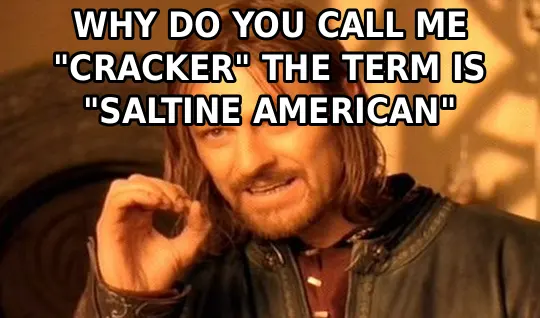 WHY DO YOU CALL ME
"CRACKER" THE TERM IS
"SALTINE AMERICAN"